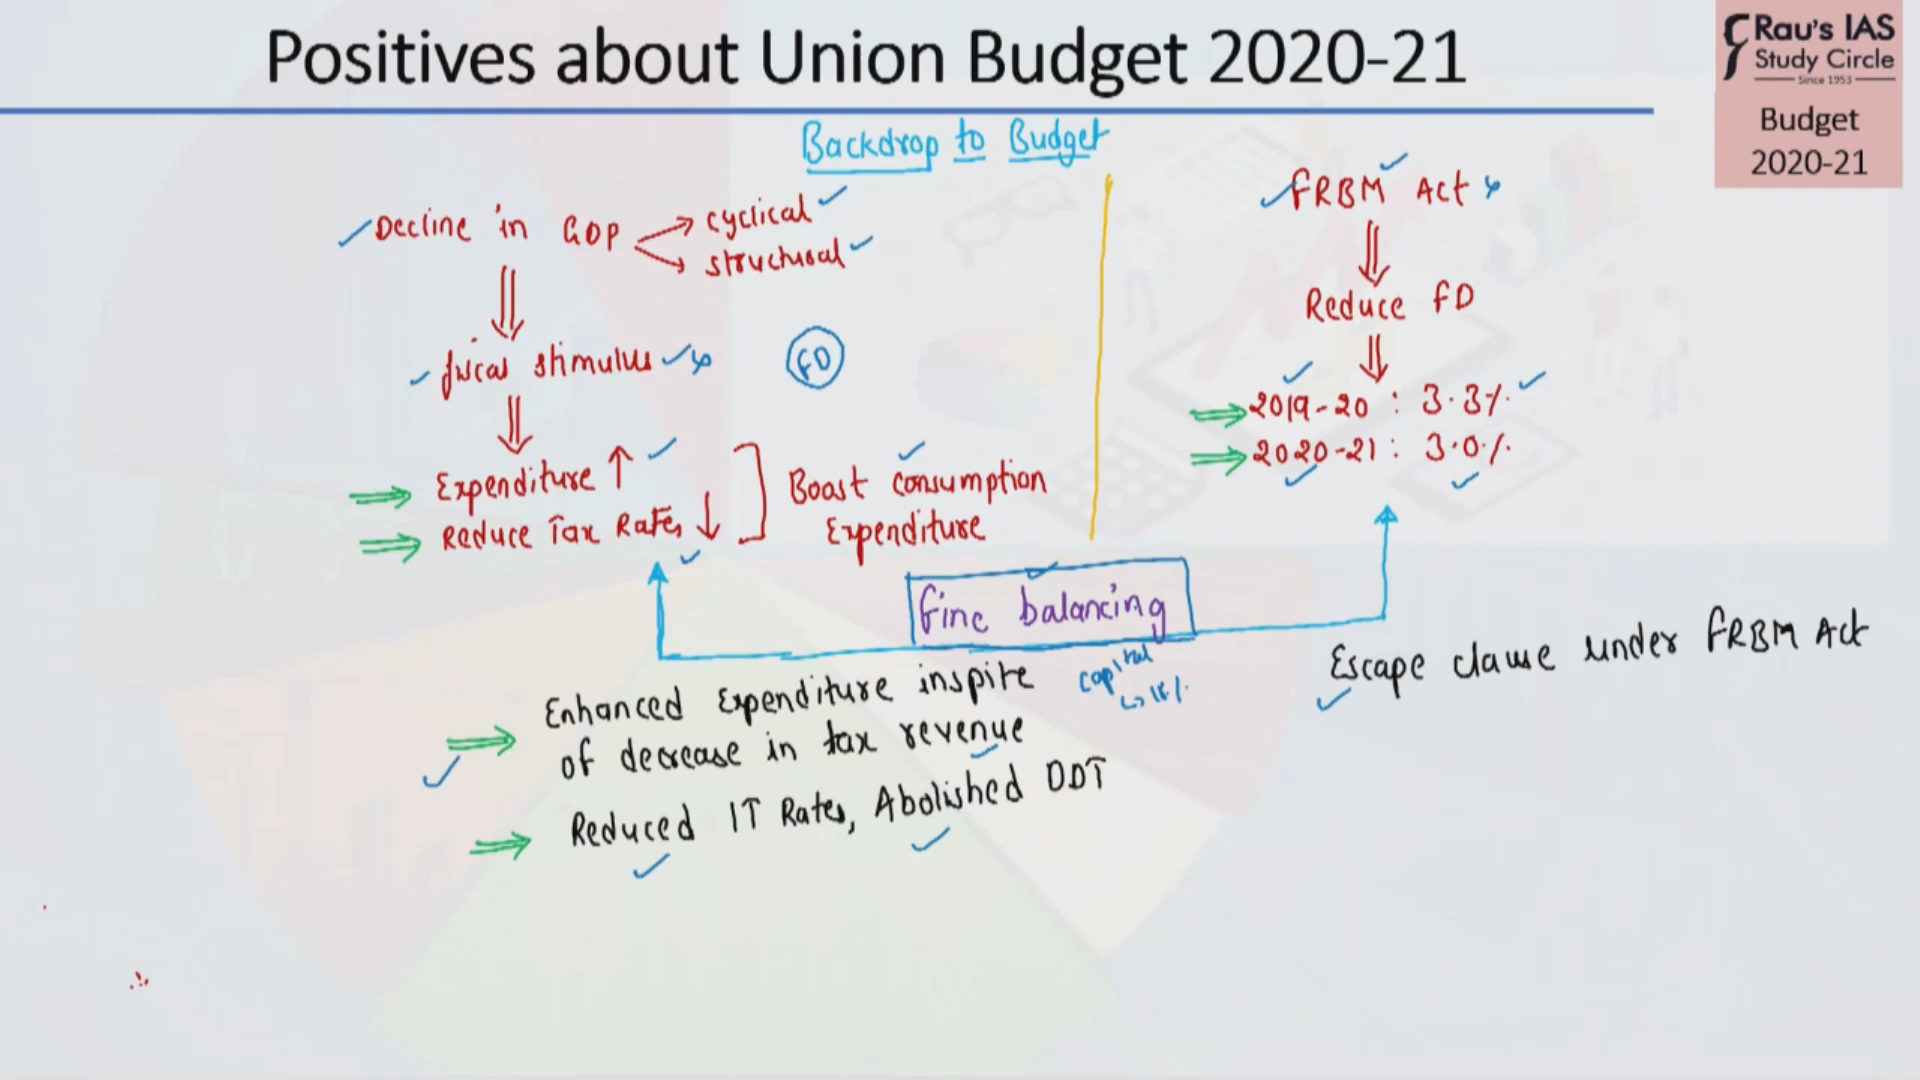 Positives about Union Budget 2020-21
Rau's IAS
Study Circle
Since 1953
Budget
2020-21
Backdrop to Budget
Decline in GDP → cyclical
→ structural
⇓
fiscal stimulus
FD
⇓
Expenditure ↑
Reduce Tax Rates ↓
Boast consumption
Expenditure
FRBM Act
⇓
Reduce FD
⇓
⇒ 2019-20 : 3.3%
⇒ 2020-21 : 3.0%
fine balancing
⇒ Enhanced Expenditure inspite
of decrease in tax revenue
capital
↳ 18%
⇒ Reduced IT Rates, Abolished DDT
Escape clause under FRBM Act